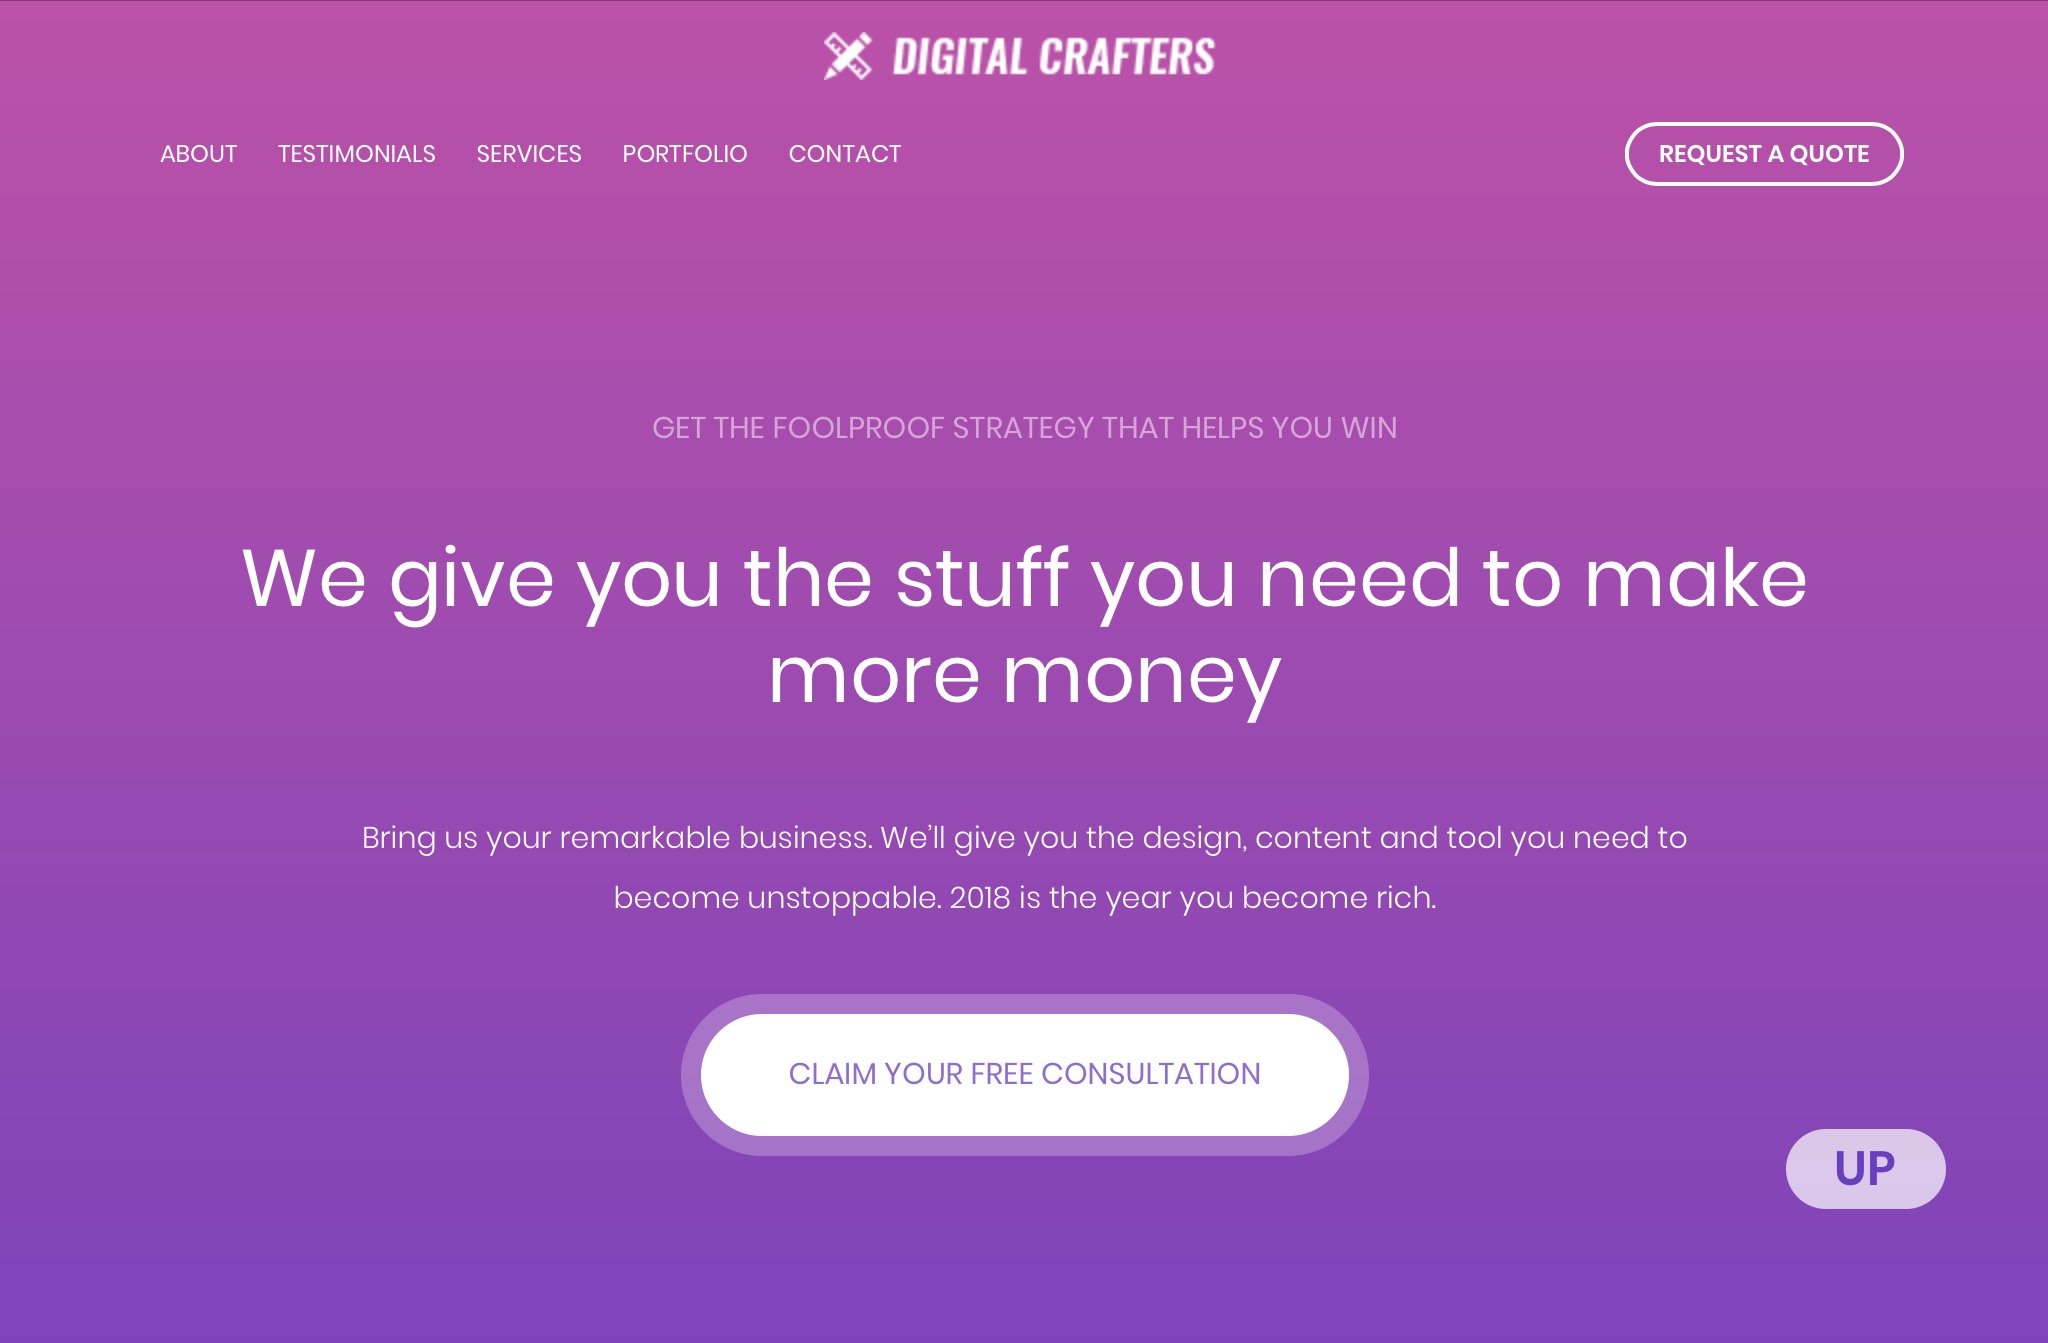 DIGITAL CRAFTERS
ABOUT TESTIMONIALS SERVICES PORTFOLIO CONTACT REQUEST A QUOTE
GET THE FOOLPROOF STRATEGY THAT HELPS YOU WIN
We give you the stuff you need to make
more money
Bring us your remarkable business. We’ll give you the design, content and tool you need to
become unstoppable. 2018 is the year you become rich.
CLAIM YOUR FREE CONSULTATION
UP